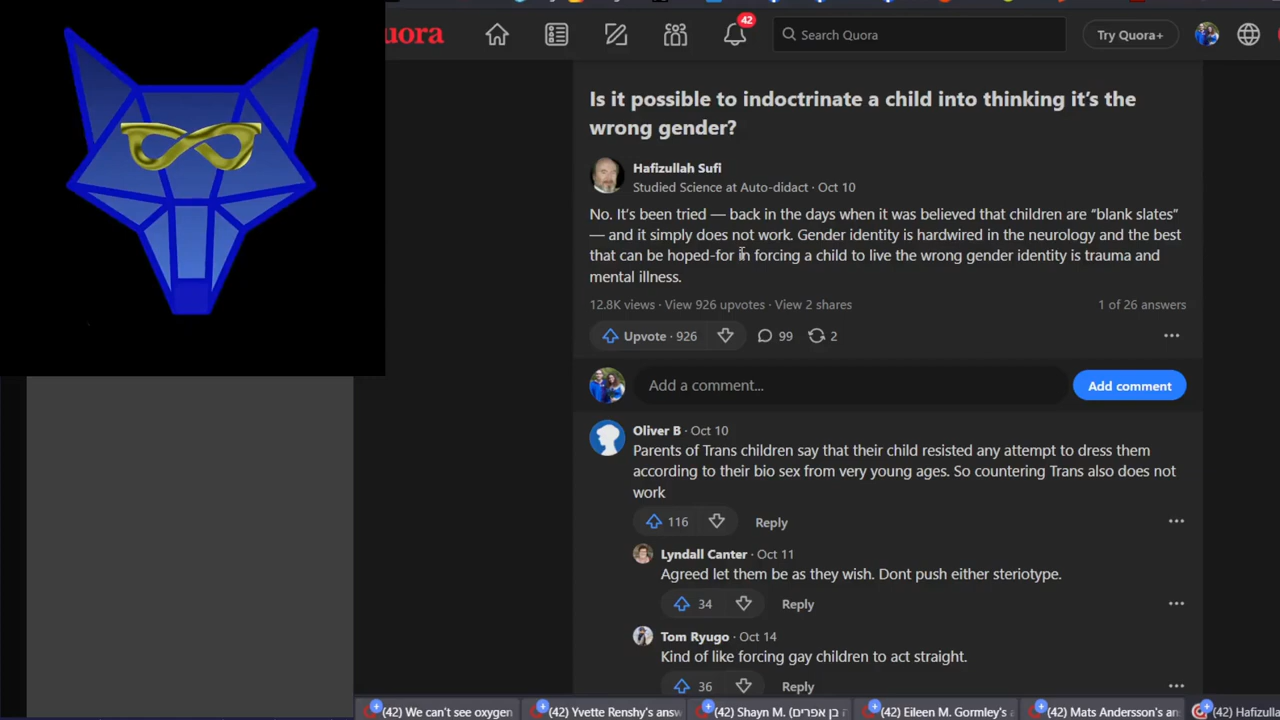 uora
42
Search Quora
Try Quora+
Is it possible to indoctrinate a child into thinking it's the
wrong gender?
Hafizullah Sufi
Studied Science at Auto-didact · Oct 10
No. It's been tried — back in the days when it was believed that children are “blank slates”
— and it simply does not work. Gender identity is hardwired in the neurology and the best
that can be hoped-for in forcing a child to live the wrong gender identity is trauma and
mental illness.
12.8K views · View 926 upvotes · View 2 shares
1 of 26 answers
Upvote · 926
99
2
Add a comment...
Add comment
Oliver B · Oct 10
Parents of Trans children say that their child resisted any attempt to dress them
according to their bio sex from very young ages. So countering Trans also does not
work
116
Reply
Lyndall Canter · Oct 11
Agreed let them be as they wish. Dont push either steriotype.
34
Reply
Tom Ryugo · Oct 14
Kind of like forcing gay children to act straight.
36
Reply
(42) We can't see oxygen
(42) Yvette Renshy's answ
(42) Shayn M. (בן אפרים ה
(42) Eileen M. Gormley's a
(42) Mats Andersson's an
(42) Hafizulla